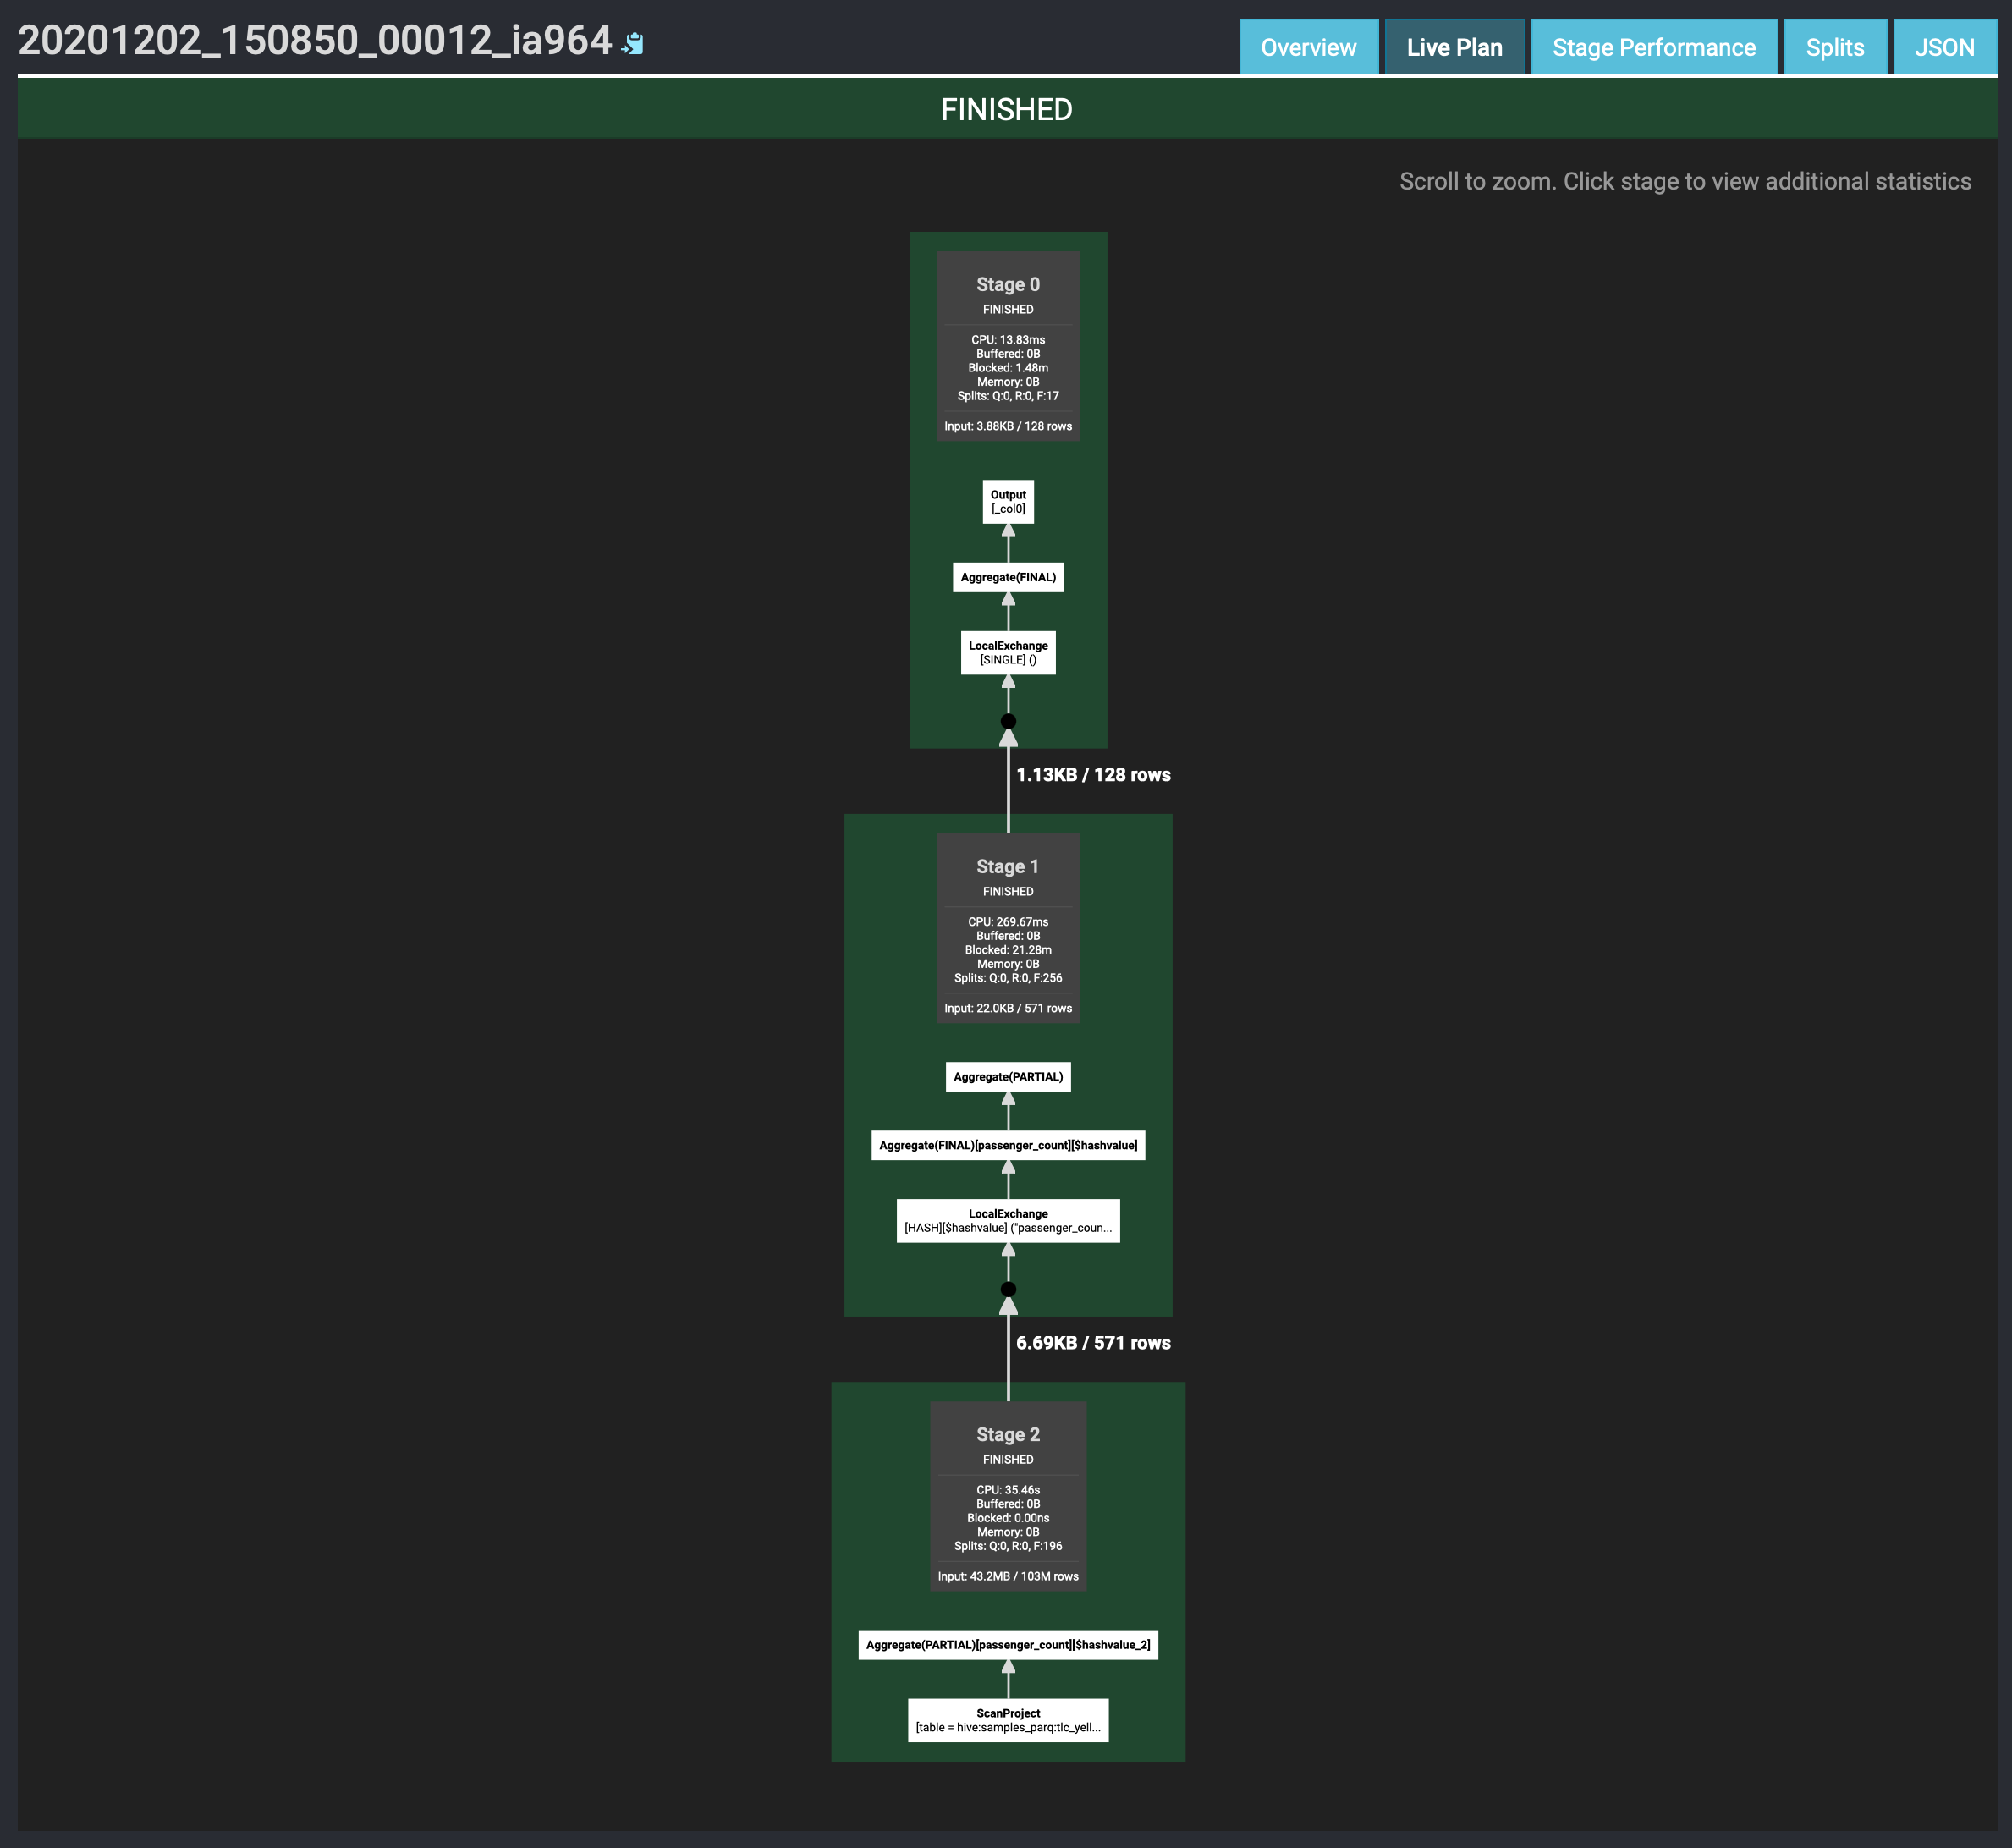 20201202_150850_00012_ia964
Overview
Live Plan
Stage Performance
Splits
JSON
FINISHED
Scroll to zoom. Click stage to view additional statistics
Stage 0
FINISHED
CPU: 13.83ms
Buffered: 0B
Blocked: 1.48m
Memory: 0B
Splits: Q:0, R:0, F:17
Input: 3.88KB / 128 rows
Output
[_col0]
Aggregate(FINAL)
LocalExchange
[SINGLE] ()
1.13KB / 128 rows
Stage 1
FINISHED
CPU: 269.67ms
Buffered: 0B
Blocked: 21.28m
Memory: 0B
Splits: Q:0, R:0, F:256
Input: 22.0KB / 571 rows
Aggregate(PARTIAL)
Aggregate(FINAL)[passenger_count][$hashvalue]
LocalExchange
[HASH][$hashvalue] ("passenger_coun...
6.69KB / 571 rows
Stage 2
FINISHED
CPU: 35.46s
Buffered: 0B
Blocked: 0.00ns
Memory: 0B
Splits: Q:0, R:0, F:196
Input: 43.2MB / 103M rows
Aggregate(PARTIAL)[passenger_count][$hashvalue_2]
ScanProject
[table = hive:samples_parq:tlc_yell...